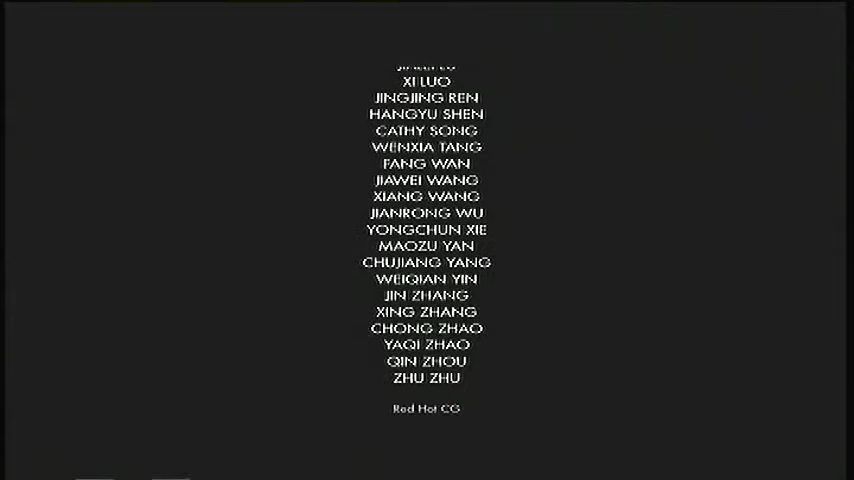 XI LUO
JINGJING REN
HANGYU SHEN
CATHY SONG
WENXIA TANG
FANG WAN
JIAWEI WANG
XIANG WANG
JIANRONG WU
YONGCHUN XIE
MAOZU YAN
CHUJIANG YANG
WEIQIAN YIN
JIN ZHANG
XING ZHANG
CHONG ZHAO
YAQI ZHAO
QIN ZHOU
ZHU ZHU
Red Hot CG